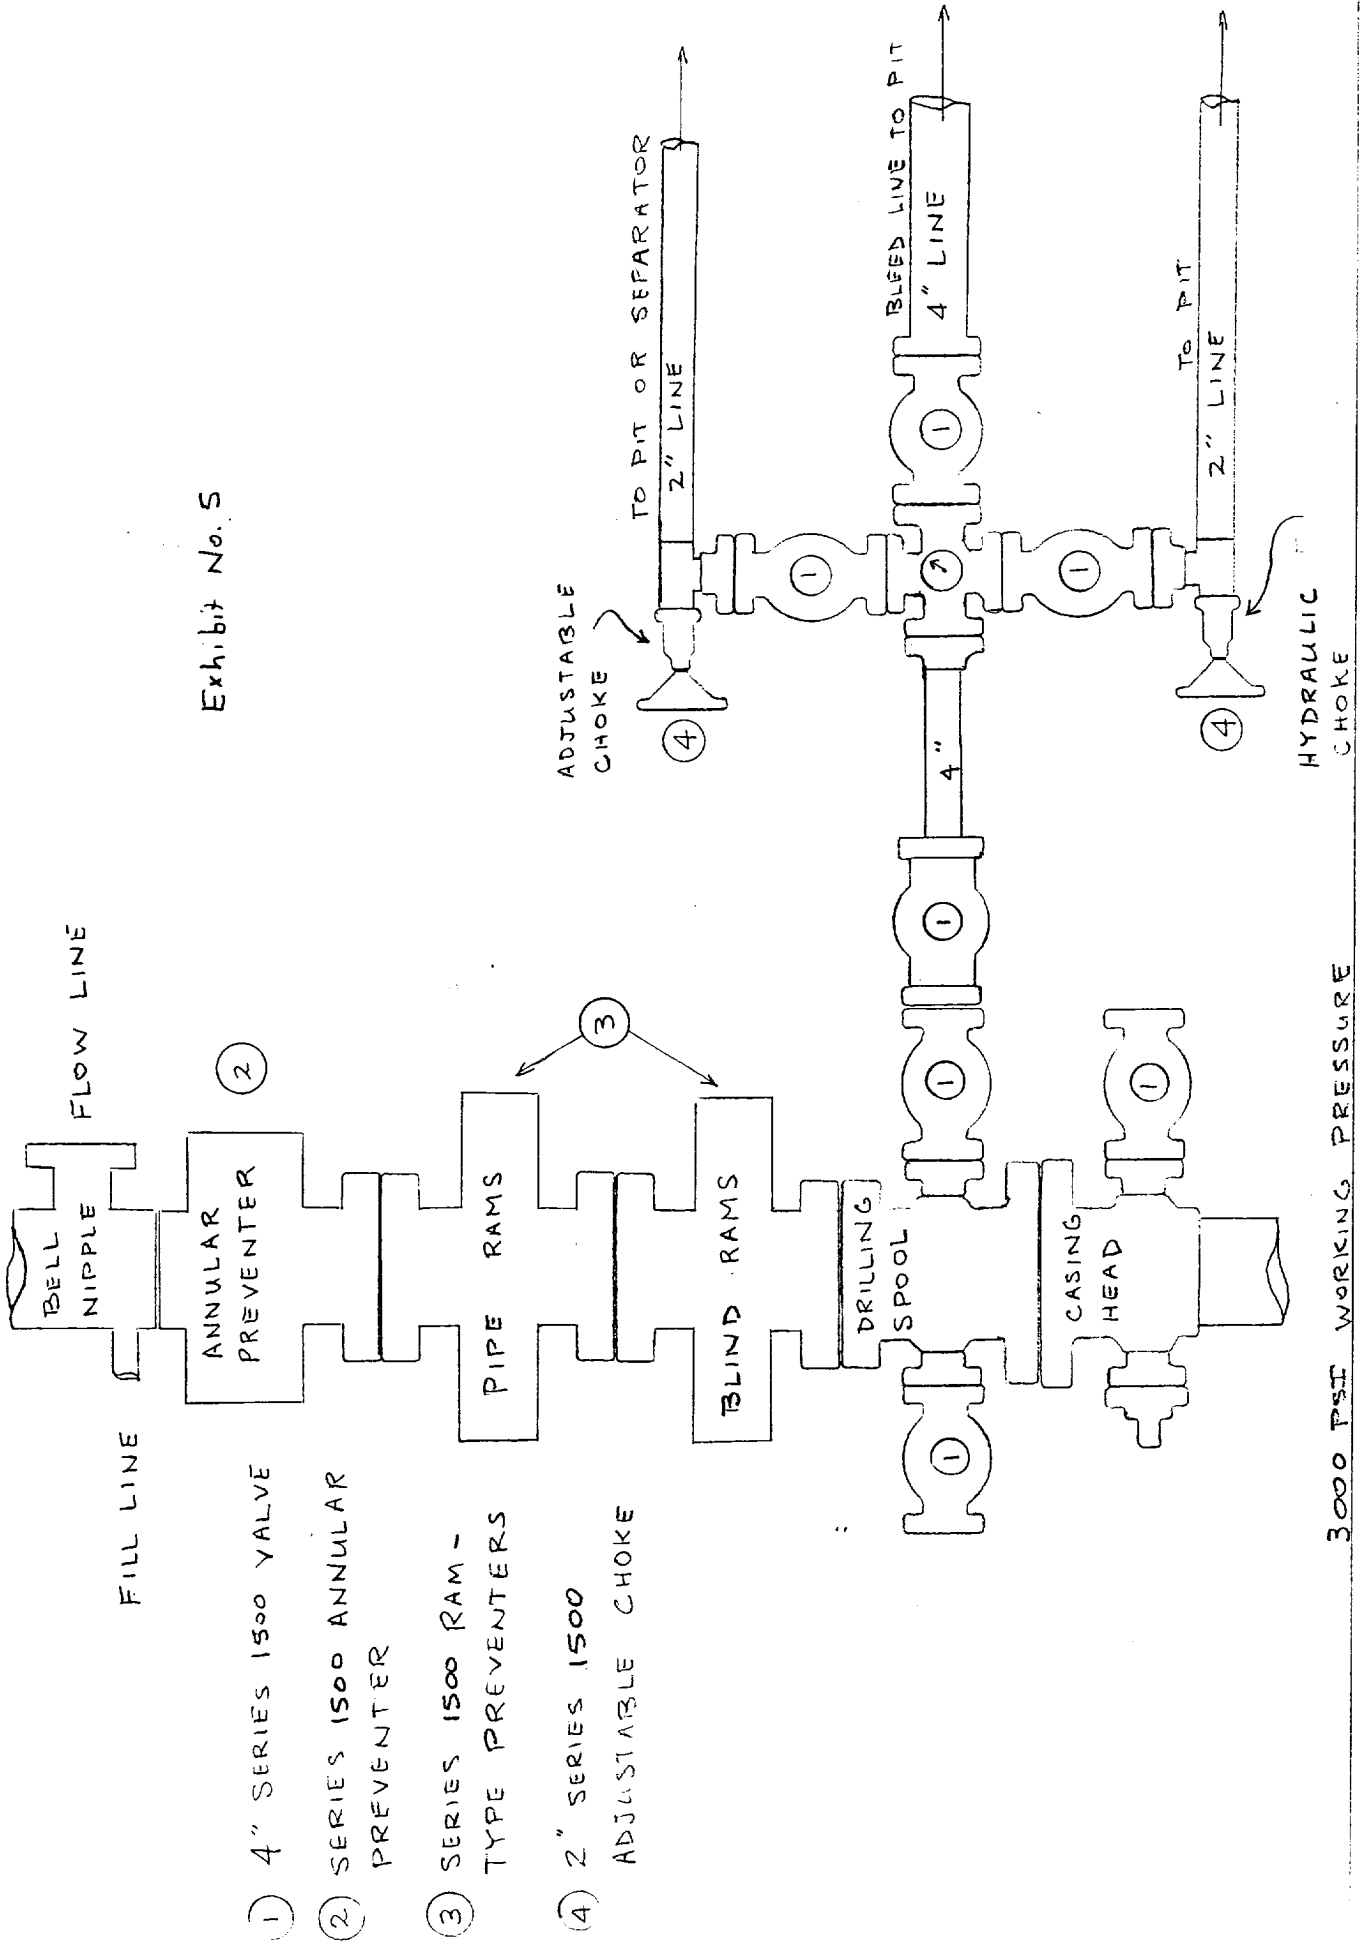 Exhibit No. 5
FILL LINE
FLOW LINE
BELL
NIPPLE
ANNULAR
PREVENTER
2
PIPE RAMS
3
BLIND RAMS
DRILLING
SPOOL
CASING
HEAD
1
1
1
1
4"
1
1
1
ADJUSTABLE
CHOKE
4
TO PIT OR SEPARATOR
2" LINE
BLEED LINE TO PIT
4" LINE
TO PIT
2" LINE
4
HYDRAULIC
CHOKE
1 4" SERIES 1500 VALVE
2 SERIES 1500 ANNULAR
PREVENTER
3 SERIES 1500 RAM-
TYPE PREVENTERS
4 2" SERIES 1500
ADJUSTABLE CHOKE
3000 PSI WORKING PRESSURE